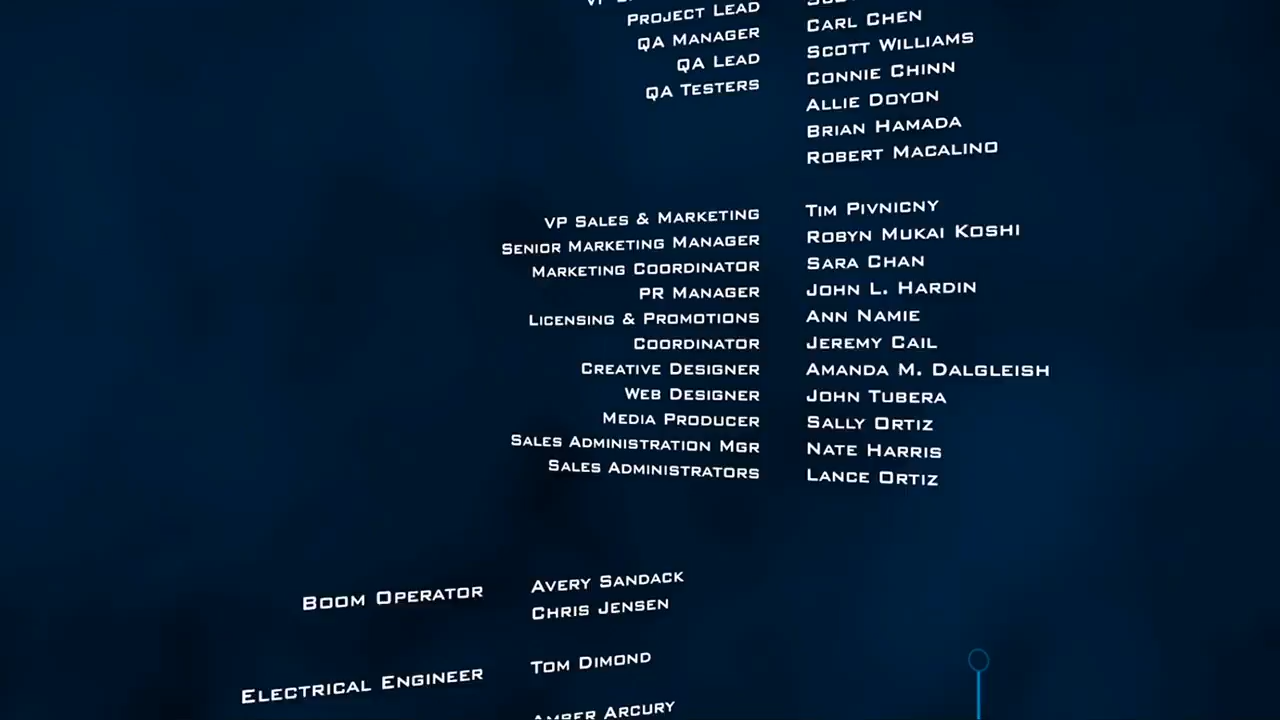 PROJECT LEAD
CARL CHEN
QA MANAGER SCOTT WILLIAMS
QA LEAD CONNIE CHINN
QA TESTERS ALLIE DOYON
BRIAN HAMADA
ROBERT MACALINO
VP SALES & MARKETING TIM PIVNICNY
SENIOR MARKETING MANAGER ROBYN MUKAI KOSHI
MARKETING COORDINATOR SARA CHAN
PR MANAGER JOHN L. HARDIN
LICENSING & PROMOTIONS ANN NAMIE
COORDINATOR JEREMY CAIL
CREATIVE DESIGNER AMANDA M. DALGLEISH
WEB DESIGNER JOHN TUBERA
MEDIA PRODUCER SALLY ORTIZ
SALES ADMINISTRATION MGR NATE HARRIS
SALES ADMINISTRATORS LANCE ORTIZ
BOOM OPERATOR AVERY SANDACK
CHRIS JENSEN
ELECTRICAL ENGINEER TOM DIMOND
AMBER ARCURY